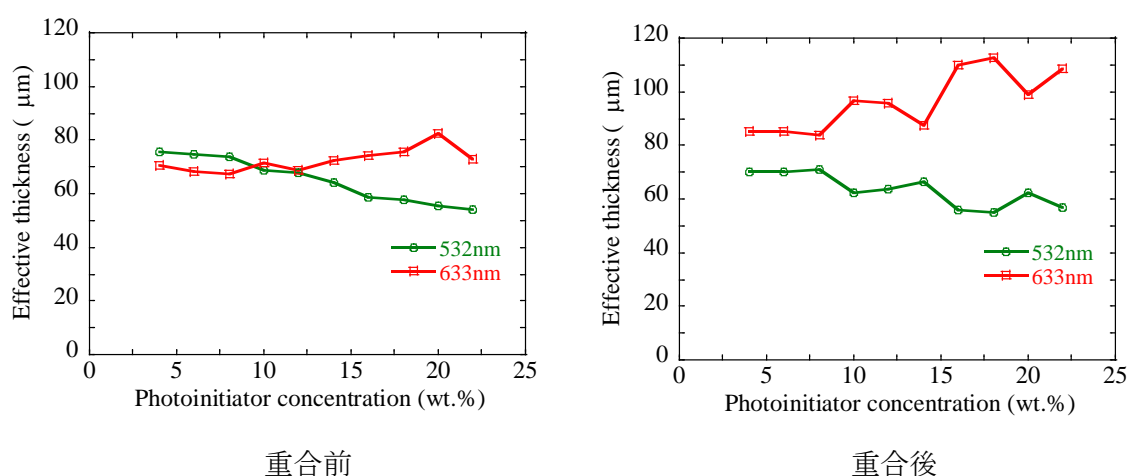 120
100
80
60
40
20
0
Effective thickness ( μm)
532nm
633nm
0 5 10 15 20 25
Photoinitiator concentration (wt.%)
重合前
120
100
80
60
40
20
0
Effective thickness ( μm)
532nm
633nm
0 5 10 15 20 25
Photoinitiator concentration (wt.%)
重合後